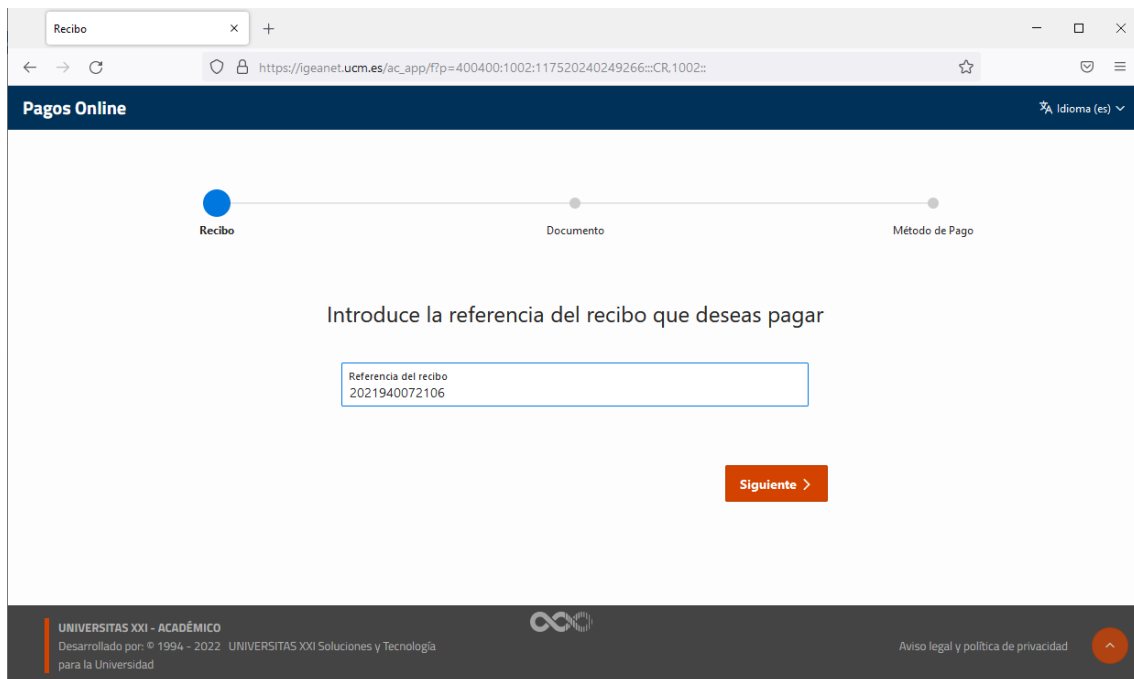 Recibo
https://igeanet.ucm.es/ac_app/f?p=400400:1002:117520240249266:::CR,1002::
Pagos Online
Idioma (es)
Recibo
Documento
Método de Pago
Introduce la referencia del recibo que deseas pagar
Referencia del recibo
2021940072106
Siguiente
UNIVERSITAS XXI - ACADÉMICO
Desarrollado por: © 1994 - 2022 UNIVERSITAS XXI Soluciones y Tecnología
para la Universidad
Aviso legal y política de privacidad